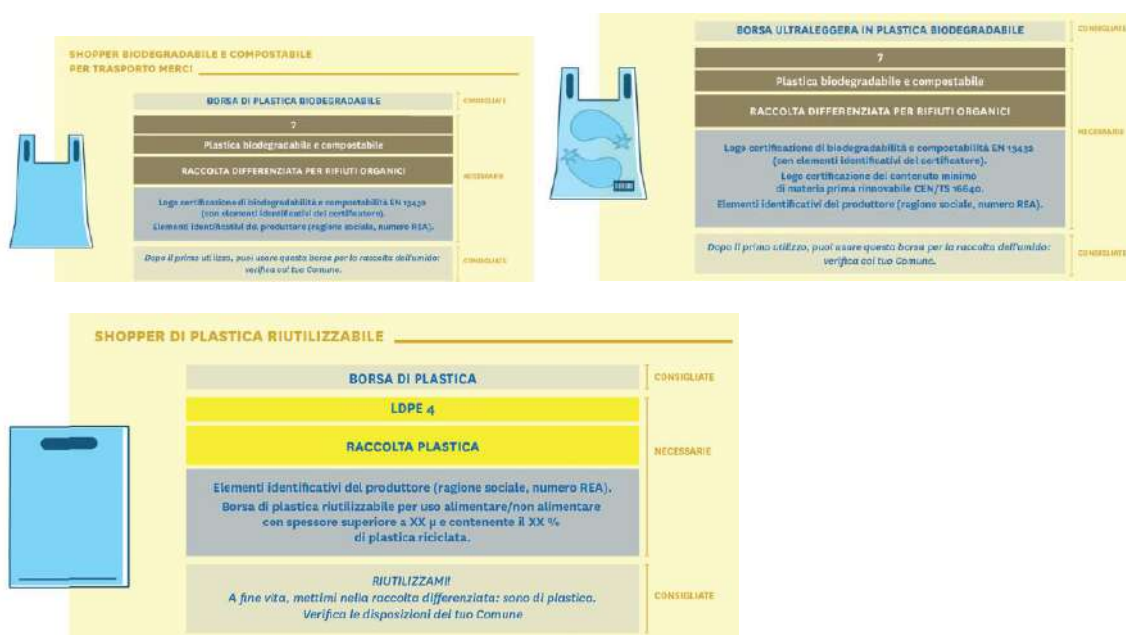 SHOPPER BIODEGRADABILE E COMPOSTABILE
PER TRASPORTO MERCI
BORSA DI PLASTICA BIODEGRADABILE
CONSIGLIATE
7
Plastica biodegradabile e compostabile
RACCOLTA DIFFERENZIATA PER RIFIUTI ORGANICI
NECESSARIE
Logo certificazione di biodegradabilità e compostabilità EN 13432
(con elementi identificativi del certificatore).
Elementi identificativi del produttore (ragione sociale, numero REA).
Dopo il primo utilizzo, puoi usare questa borsa per la raccolta dell'umido:
verifica col tuo Comune.
CONSIGLIATE
BORSA ULTRALEGGERA IN PLASTICA BIODEGRADABILE
CONSIGLIATE
7
Plastica biodegradabile e compostabile
RACCOLTA DIFFERENZIATA PER RIFIUTI ORGANICI
NECESSARIE
Logo certificazione di biodegradabilità e compostabilità EN 13432
(con elementi identificativi del certificatore).
Logo certificazione del contenuto minimo
di materia prima rinnovabile CEN/TS 16640.
Elementi identificativi del produttore (ragione sociale, numero REA).
Dopo il primo utilizzo, puoi usare questa borsa per la raccolta dell'umido:
verifica col tuo Comune.
CONSIGLIATE
SHOPPER DI PLASTICA RIUTILIZZABILE
BORSA DI PLASTICA
CONSIGLIATE
LDPE 4
RACCOLTA PLASTICA
NECESSARIE
Elementi identificativi del produttore (ragione sociale, numero REA).
Borsa di plastica riutilizzabile per uso alimentare/non alimentare
con spessore superiore a XX µ e contenente il XX %
di plastica riciclata.
RIUTILIZZAMI!
A fine vita, mettimi nella raccolta differenziata: sono di plastica.
Verifica le disposizioni del tuo Comune
CONSIGLIATE